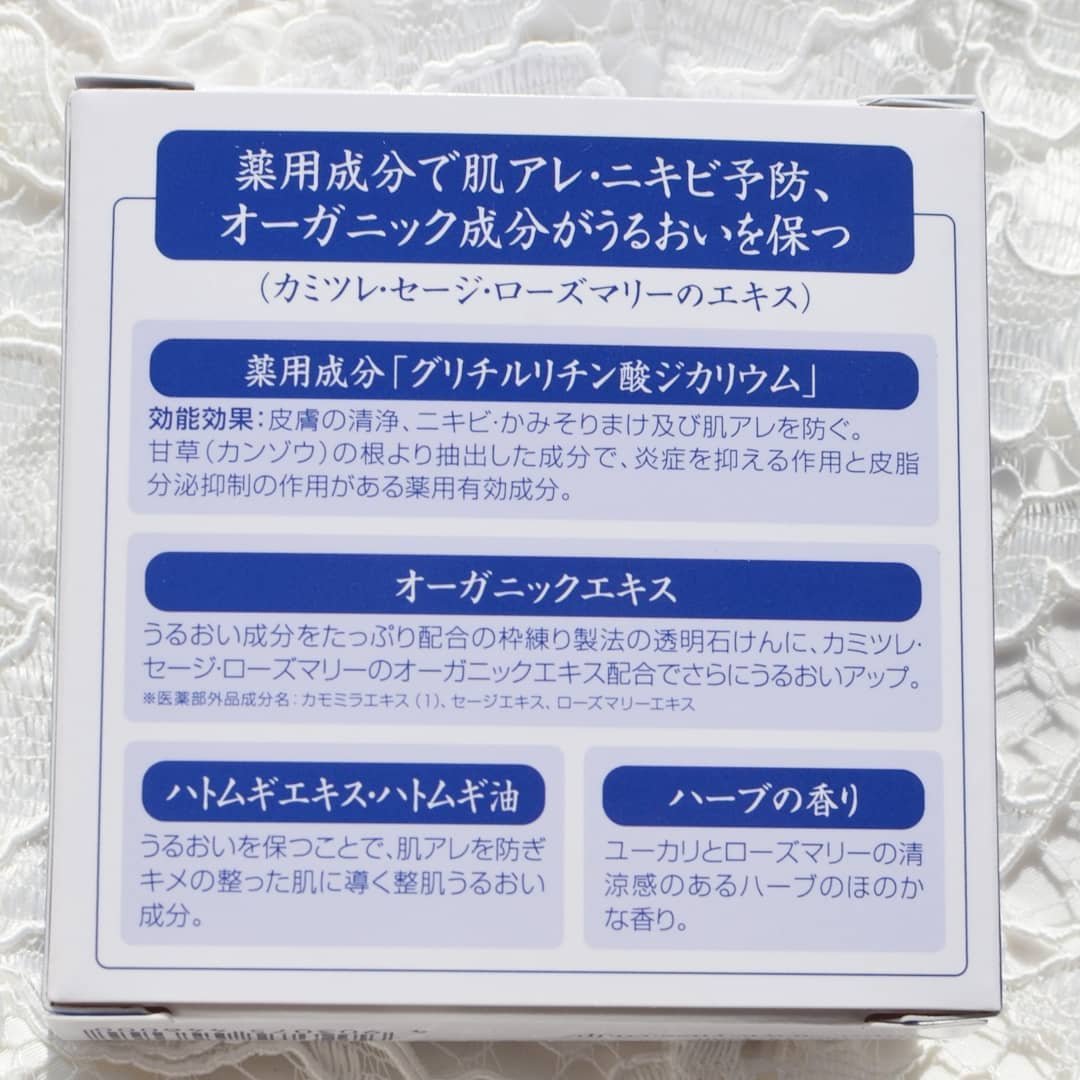 薬用成分で肌アレ・ニキビ予防、
オーガニック成分がうるおいを保つ
(カミツレ・セージ・ローズマリーのエキス)
薬用成分「グリチルリチン酸ジカリウム」
効能効果:皮膚の清浄、ニキビ・かみそりまけ及び肌アレを防ぐ。
甘草(カンゾウ)の根より抽出した成分で、炎症を抑える作用と皮脂
分泌抑制の作用がある薬用有効成分。
オーガニックエキス
うるおい成分をたっぷり配合の枠練り製法の透明石けんに、カミツレ・
セージ・ローズマリーのオーガニックエキス配合でさらにうるおいアップ。
※医薬部外品成分名:カモミラエキス(1)、セージエキス、ローズマリーエキス
ハトムギエキス・ハトムギ油
うるおいを保つことで、肌アレを防ぎ
キメの整った肌に導く整肌うるおい
成分。
ハーブの香り
ユーカリとローズマリーの清
涼感のあるハーブのほのか
な香り。